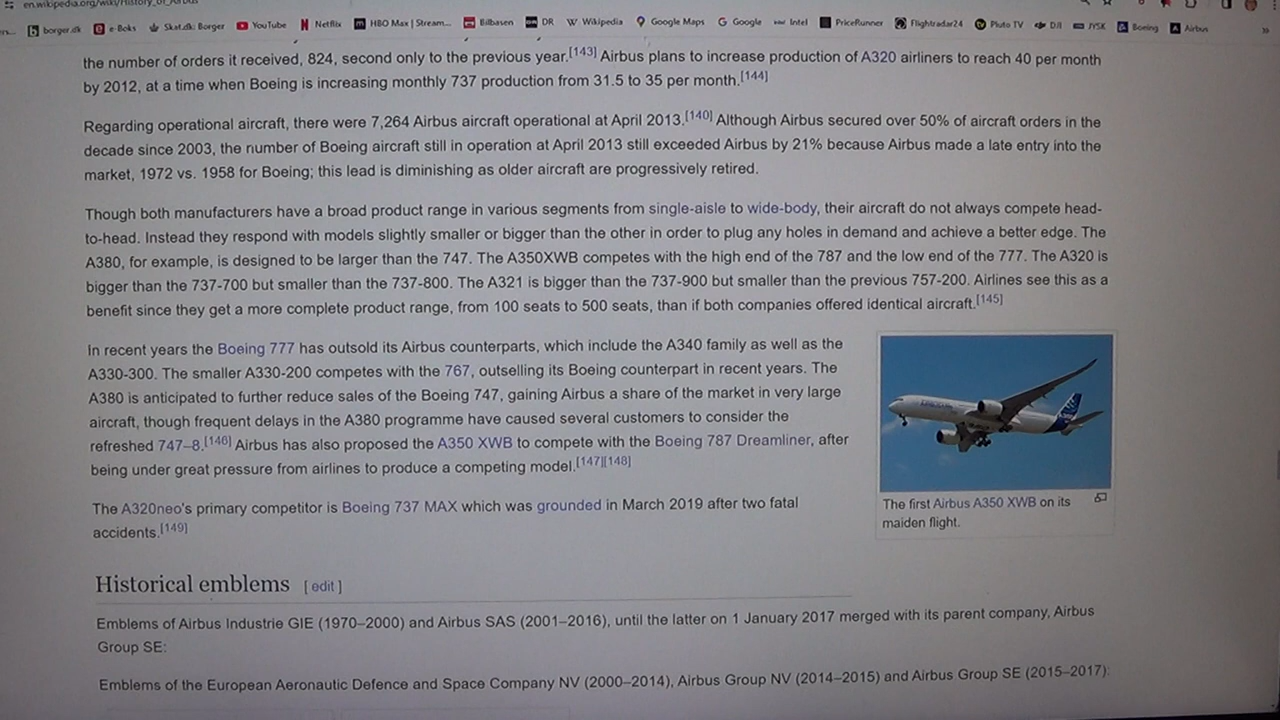 en.wikipedia.org/wiki/History_of_Airbus
borger.dk e-Boks Skat.dk: Borger YouTube Netflix HBO Max | Stream... Bilbasen DR Wikipedia Google Maps Google Intel PriceRunner Flightradar24 Pluto TV DJI JYSK Boeing Airbus »
the number of orders it received, 824, second only to the previous year.[143] Airbus plans to increase production of A320 airliners to reach 40 per month
by 2012, at a time when Boeing is increasing monthly 737 production from 31.5 to 35 per month.[144]
Regarding operational aircraft, there were 7,264 Airbus aircraft operational at April 2013.[140] Although Airbus secured over 50% of aircraft orders in the
decade since 2003, the number of Boeing aircraft still in operation at April 2013 still exceeded Airbus by 21% because Airbus made a late entry into the
market, 1972 vs. 1958 for Boeing; this lead is diminishing as older aircraft are progressively retired.
Though both manufacturers have a broad product range in various segments from single-aisle to wide-body, their aircraft do not always compete head-
to-head. Instead they respond with models slightly smaller or bigger than the other in order to plug any holes in demand and achieve a better edge. The
A380, for example, is designed to be larger than the 747. The A350XWB competes with the high end of the 787 and the low end of the 777. The A320 is
bigger than the 737-700 but smaller than the 737-800. The A321 is bigger than the 737-900 but smaller than the previous 757-200. Airlines see this as a
benefit since they get a more complete product range, from 100 seats to 500 seats, than if both companies offered identical aircraft.[145]
In recent years the Boeing 777 has outsold its Airbus counterparts, which include the A340 family as well as the
A330-300. The smaller A330-200 competes with the 767, outselling its Boeing counterpart in recent years. The
A380 is anticipated to further reduce sales of the Boeing 747, gaining Airbus a share of the market in very large
aircraft, though frequent delays in the A380 programme have caused several customers to consider the
refreshed 747–8.[146] Airbus has also proposed the A350 XWB to compete with the Boeing 787 Dreamliner, after
being under great pressure from airlines to produce a competing model.[147][148]
The A320neo's primary competitor is Boeing 737 MAX which was grounded in March 2019 after two fatal
accidents.[149]
The first Airbus A350 XWB on its
maiden flight.
Historical emblems [ edit ]
Emblems of Airbus Industrie GIE (1970–2000) and Airbus SAS (2001–2016), until the latter on 1 January 2017 merged with its parent company, Airbus
Group SE:
Emblems of the European Aeronautic Defence and Space Company NV (2000–2014), Airbus Group NV (2014–2015) and Airbus Group SE (2015–2017):